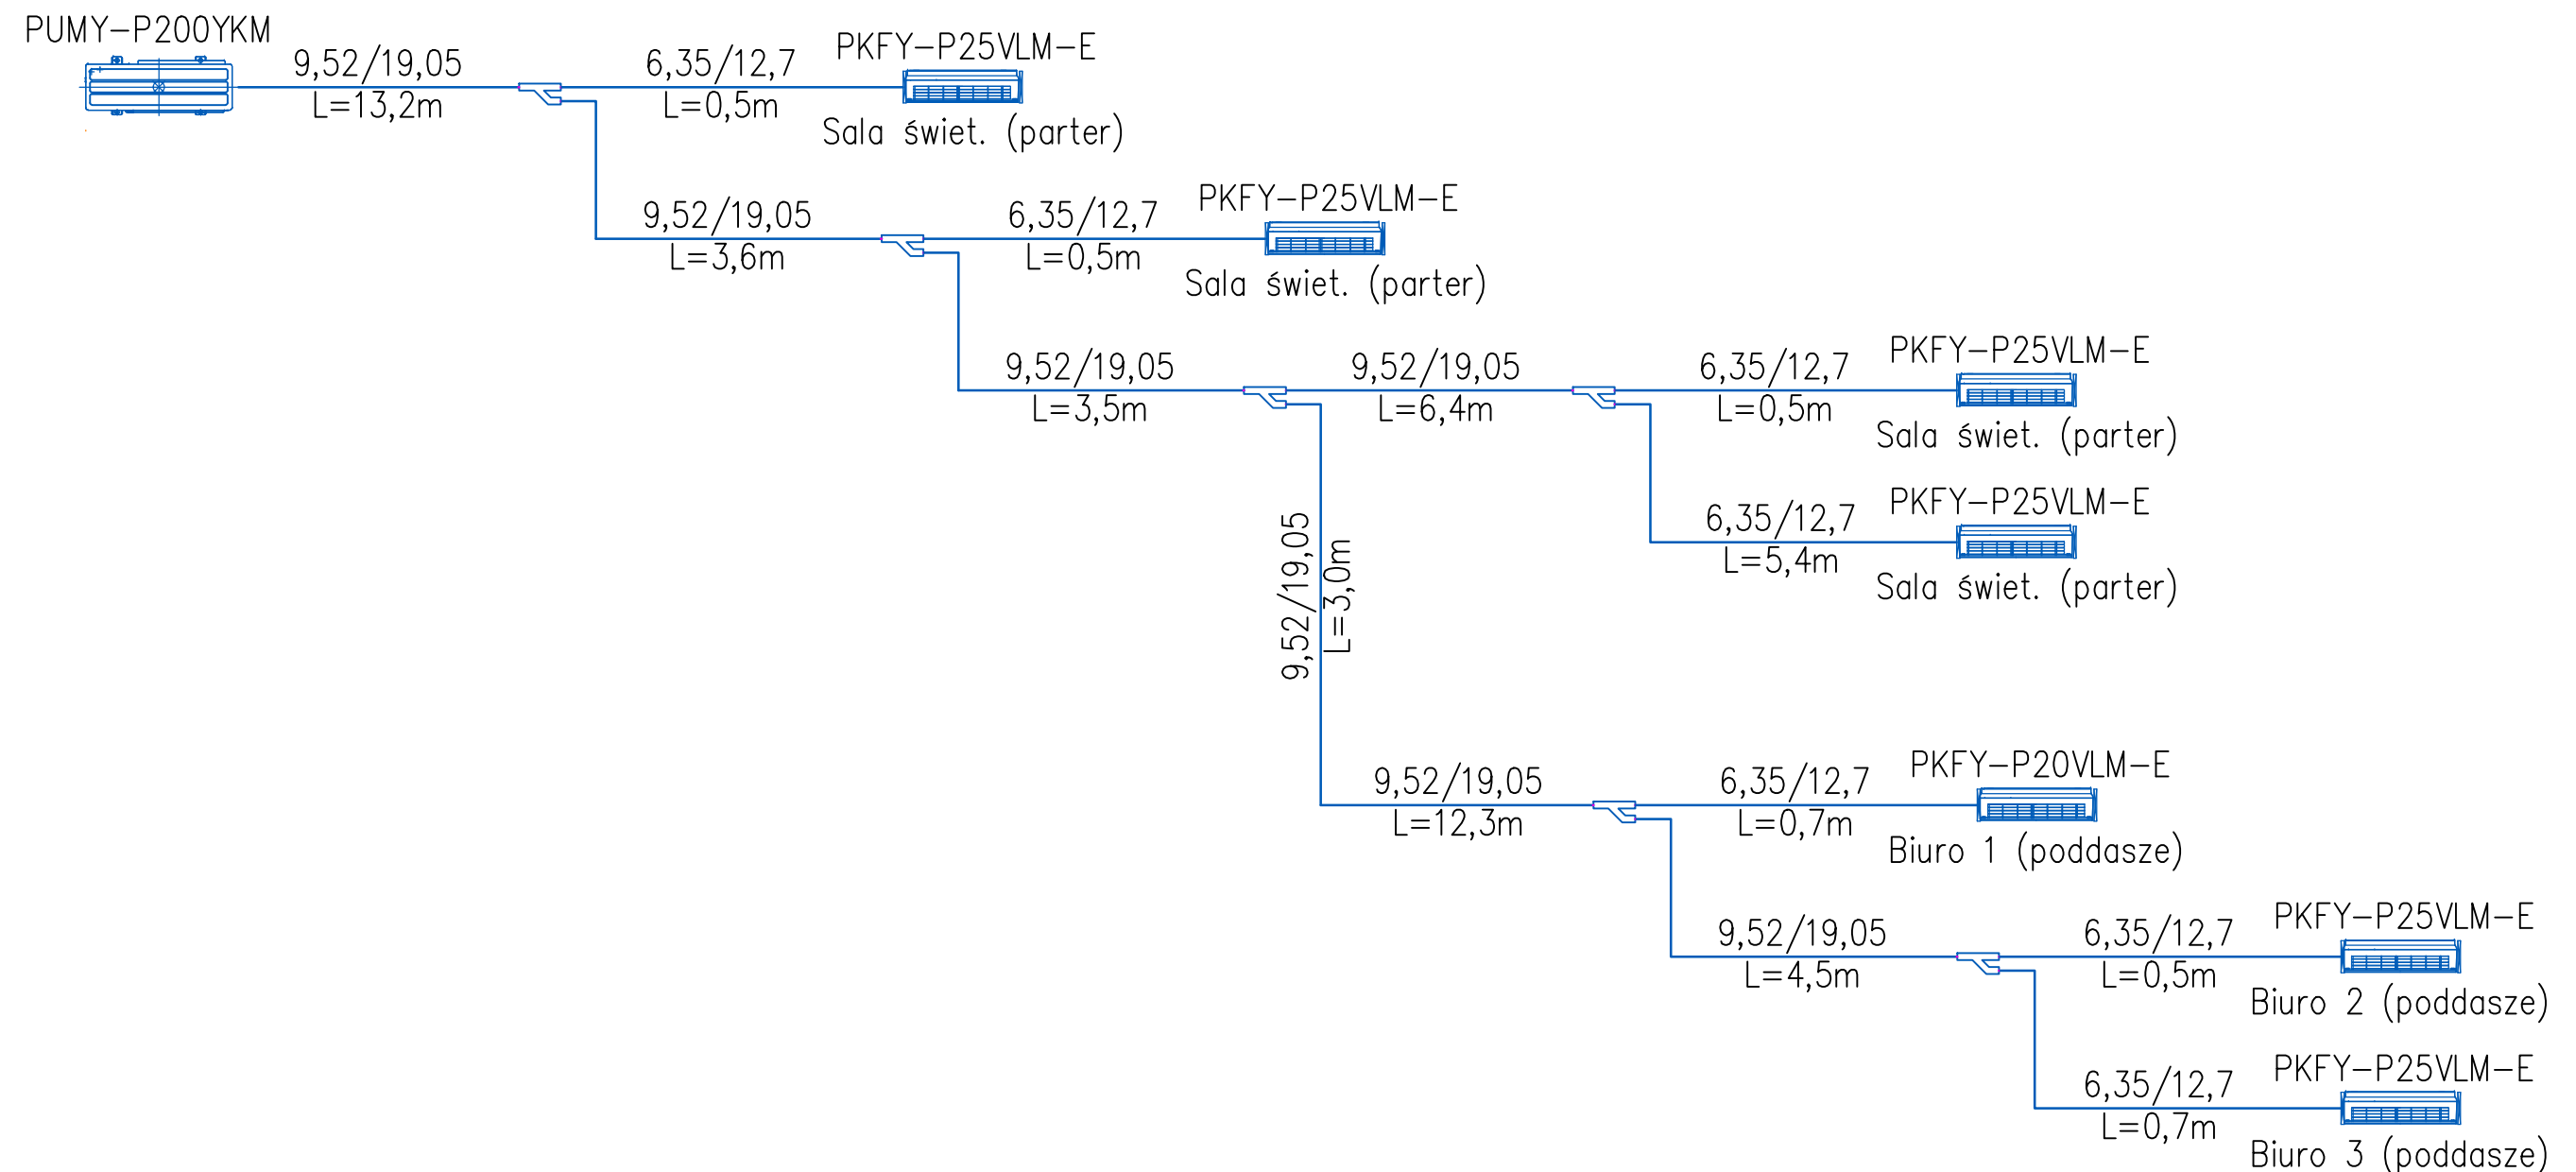 PUMY-P200YKM
9,52/19,05
L=13,2m
6,35/12,7
L=0,5m
PKFY-P25VLM-E
Sala świet. (parter)
9,52/19,05
L=3,6m
6,35/12,7
L=0,5m
PKFY-P25VLM-E
Sala świet. (parter)
9,52/19,05
L=3,5m
9,52/19,05
L=6,4m
6,35/12,7
L=0,5m
PKFY-P25VLM-E
Sala świet. (parter)
6,35/12,7
L=5,4m
PKFY-P25VLM-E
Sala świet. (parter)
9,52/19,05
L=3,0m
9,52/19,05
L=12,3m
6,35/12,7
L=0,7m
PKFY-P20VLM-E
Biuro 1 (poddasze)
9,52/19,05
L=4,5m
6,35/12,7
L=0,5m
PKFY-P25VLM-E
Biuro 2 (poddasze)
6,35/12,7
L=0,7m
PKFY-P25VLM-E
Biuro 3 (poddasze)